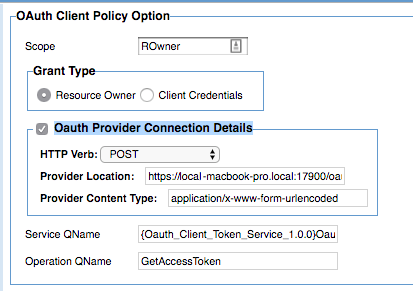 OAuth Client Policy Option
Scope ROwner
Grant Type
Resource Owner Client Credentials
Oauth Provider Connection Details
HTTP Verb: POST
Provider Location: https://local-macbook-pro.local:17900/oau
Provider Content Type: application/x-www-form-urlencoded
Service QName {Oauth_Client_Token_Service_1.0.0}Oau
Operation QName GetAccessToken